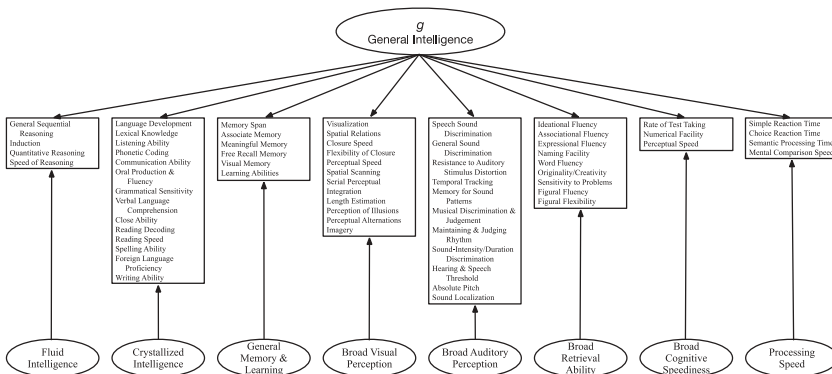 g
General Intelligence
General Sequential
Reasoning
Induction
Quantitative Reasoning
Speed of Reasoning
Language Development
Lexical Knowledge
Listening Ability
Phonetic Coding
Communication Ability
Oral Production &
Fluency
Grammatical Sensitivity
Verbal Language
Comprehension
Close Ability
Reading Decoding
Reading Speed
Spelling Ability
Foreign Language
Proficiency
Writing Ability
Memory Span
Associate Memory
Meaningful Memory
Free Recall Memory
Visual Memory
Learning Abilities
Visualization
Spatial Relations
Closure Speed
Flexibility of Closure
Perceptual Speed
Spatial Scanning
Serial Perceptual
Integration
Length Estimation
Perception of Illusions
Perceptual Alternations
Imagery
Speech Sound
Discrimination
General Sound
Discrimination
Resistance to Auditory
Stimulus Distortion
Temporal Tracking
Memory for Sound
Patterns
Musical Discrimination &
Judgement
Maintaining & Judging
Rhythm
Sound-Intensity/Duration
Discrimination
Hearing & Speech
Threshold
Absolute Pitch
Sound Localization
Ideational Fluency
Associational Fluency
Expressional Fluency
Naming Facility
Word Fluency
Originality/Creativity
Sensitivity to Problems
Figural Fluency
Figural Flexibility
Rate of Test Taking
Numerical Facility
Perceptual Speed
Simple Reaction Time
Choice Reaction Time
Semantic Processing Time
Mental Comparison Speed
Fluid
Intelligence
Crystallized
Intelligence
General
Memory &
Learning
Broad Visual
Perception
Broad Auditory
Perception
Broad
Retrieval
Ability
Broad
Cognitive
Speediness
Processing
Speed